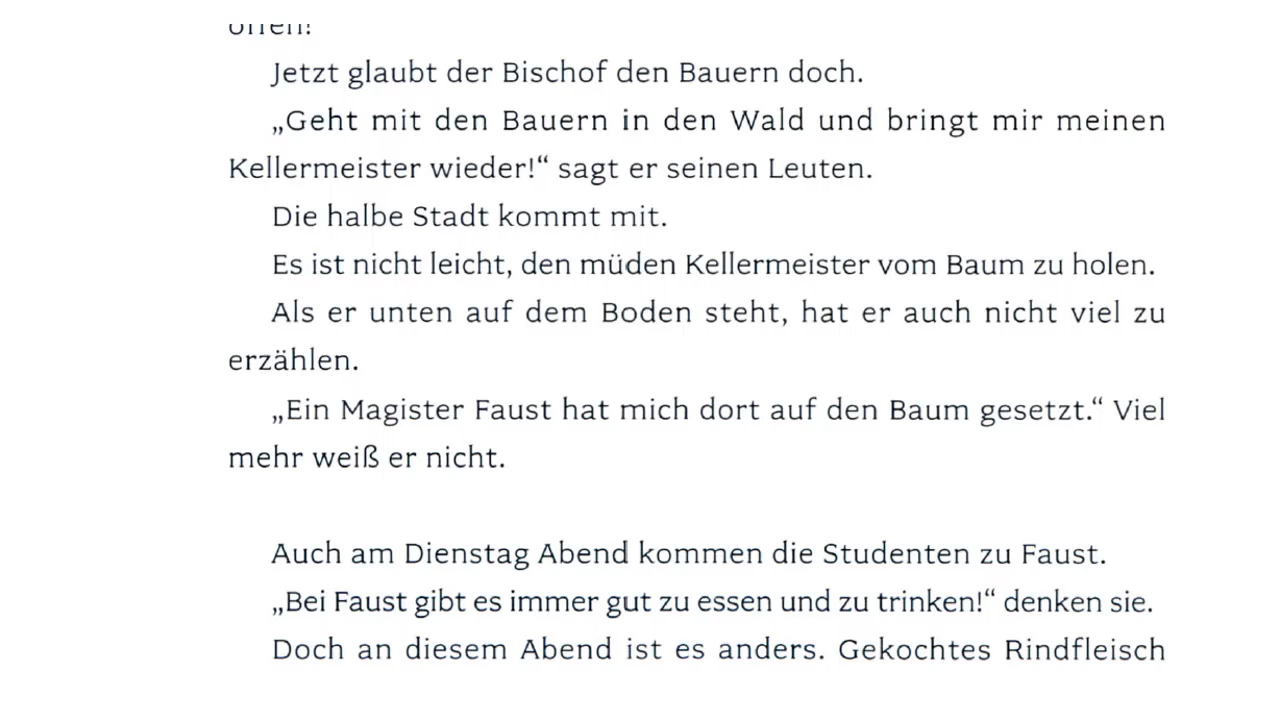 Jetzt glaubt der Bischof den Bauern doch.
„Geht mit den Bauern in den Wald und bringt mir meinen
Kellermeister wieder!“ sagt er seinen Leuten.
Die halbe Stadt kommt mit.
Es ist nicht leicht, den müden Kellermeister vom Baum zu holen.
Als er unten auf dem Boden steht, hat er auch nicht viel zu
erzählen.
„Ein Magister Faust hat mich dort auf den Baum gesetzt.“ Viel
mehr weiß er nicht.
Auch am Dienstag Abend kommen die Studenten zu Faust.
„Bei Faust gibt es immer gut zu essen und zu trinken!“ denken sie.
Doch an diesem Abend ist es anders. Gekochtes Rindfleisch